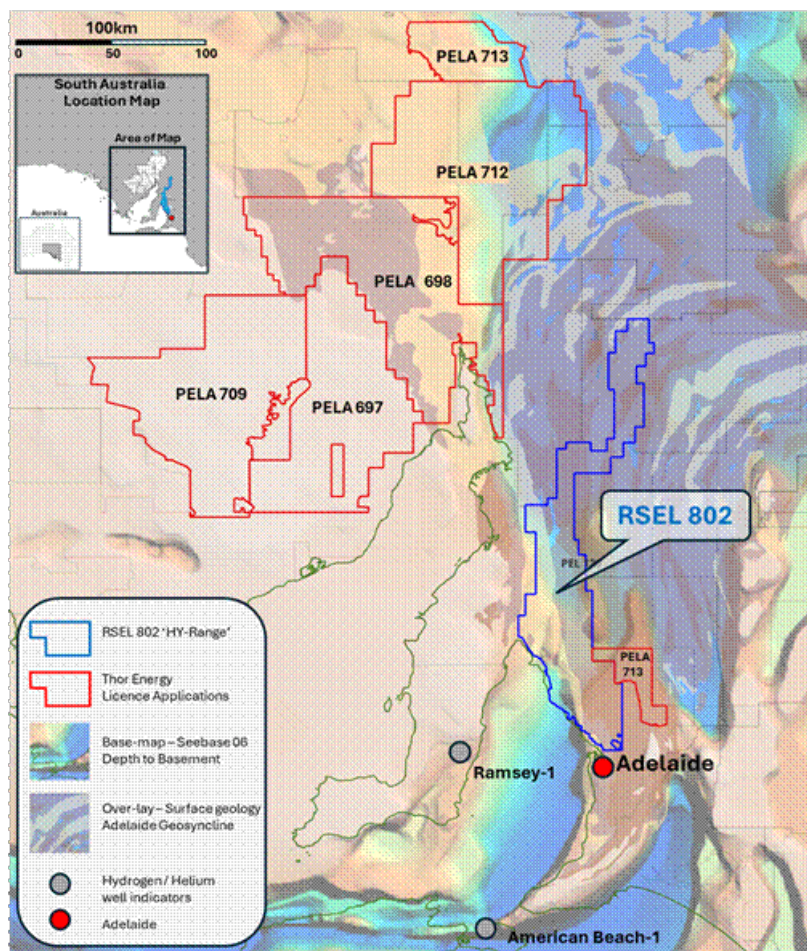 100km
0 50 100
South Australia
Location Map
Area of Map
Australia
PELA 713
PELA 712
PELA 698
PELA 709
PELA 697
RSEL 802
PEL
PELA
713
Ramsey-1
Adelaide
American Beach-1
RSEL 802 'HY-Range'
Thor Energy
Licence Applications
Base-map – Seebase 06
Depth to Basement
Over-lay – Surface geology
Adelaide Geosyncline
Hydrogen / Helium
well indicators
Adelaide